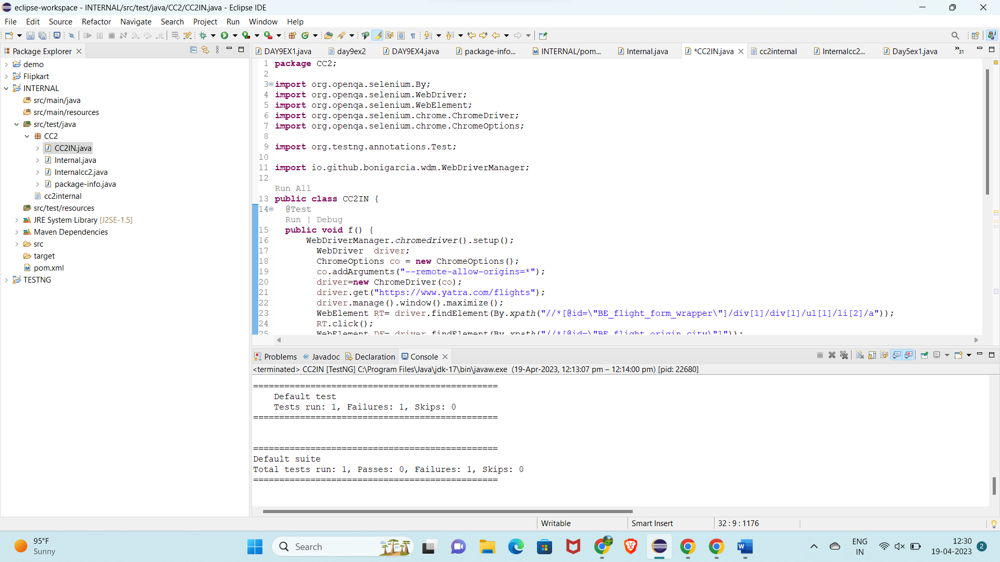 eclipse-workspace - INTERNAL/src/test/java/CC2/CC2IN.java - Eclipse IDE
File Edit Source Refactor Navigate Search Project Run Window Help
Package Explorer
demo
Flipkart
INTERNAL
src/main/java
src/main/resources
src/test/java
CC2
CC2IN.java
Internal.java
Internalcc2.java
package-info.java
cc2internal
src/test/resources
JRE System Library [J2SE-1.5]
Maven Dependencies
src
target
pom.xml
TESTNG
DAY9EX1.java day9ex2 DAY9EX4.java package-info... INTERNAL/pom... Internal.java *CC2IN.java cc2internal Internalcc2... Day5ex1.java »31
1 package CC2;
2
3 import org.openqa.selenium.By;
4 import org.openqa.selenium.WebDriver;
5 import org.openqa.selenium.WebElement;
6 import org.openqa.selenium.chrome.ChromeDriver;
7 import org.openqa.selenium.chrome.ChromeOptions;
8
9 import org.testng.annotations.Test;
10
11 import io.github.bonigarcia.wdm.WebDriverManager;
12
Run All
13 public class CC2IN {
14 @Test
Run | Debug
15 public void f() {
16 WebDriverManager.chromedriver().setup();
17 WebDriver driver;
18 ChromeOptions co = new ChromeOptions();
19 co.addArguments("--remote-allow-origins=*");
20 driver=new ChromeDriver(co);
21 driver.get("https://www.yatra.com/flights");
22 driver.manage().window().maximize();
23 WebElement RT= driver.findElement(By.xpath("//*[@id=\"BE_flight_form_wrapper\"]/div[1]/div[1]/ul[1]/li[2]/a"));
24 RT.click();
25 WebElement DF= driver.findElement(By.xpath("//*[@id=\"BE_flight_origin_city\"]"));
Problems Javadoc Declaration Console
<terminated> CC2IN [TestNG] C:\Program Files\Java\jdk-17\bin\javaw.exe (19-Apr-2023, 12:13:07 pm – 12:14:00 pm) [pid: 22680]
===============================================
Default test
Tests run: 1, Failures: 1, Skips: 0
===============================================
===============================================
Default suite
Total tests run: 1, Passes: 0, Failures: 1, Skips: 0
===============================================
Writable Smart Insert 32 : 9 : 1176
95°F
Sunny
Search
ENG
IN
12:30
19-04-2023
2